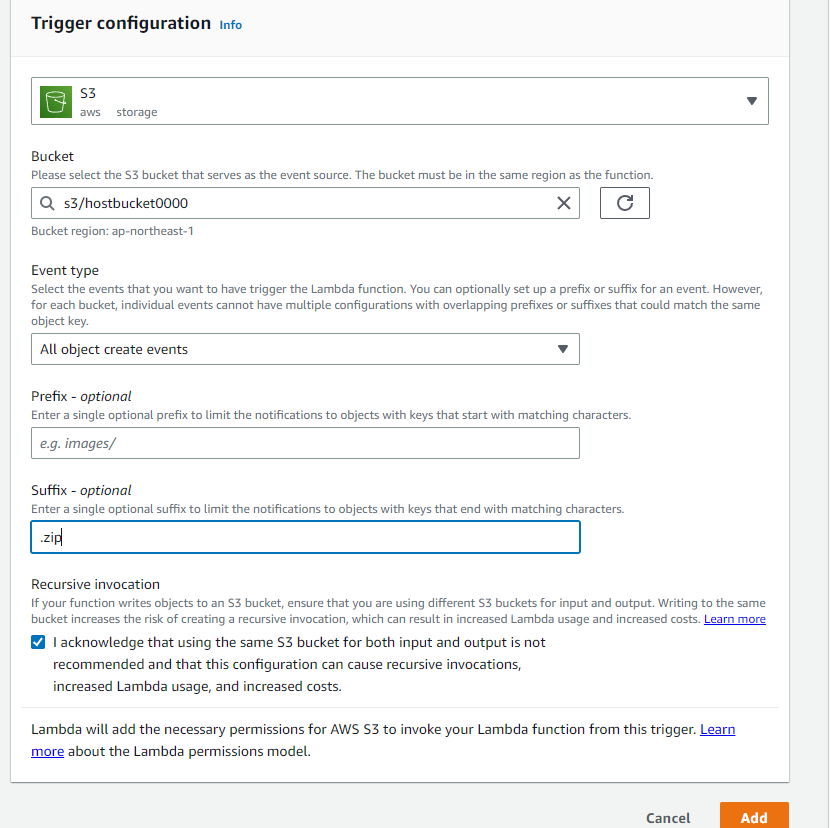 Trigger configuration Info
S3
aws storage
Bucket
Please select the S3 bucket that serves as the event source. The bucket must be in the same region as the function.
s3/hostbucket0000
Bucket region: ap-northeast-1
Event type
Select the events that you want to have trigger the Lambda function. You can optionally set up a prefix or suffix for an event. However,
for each bucket, individual events cannot have multiple configurations with overlapping prefixes or suffixes that could match the same
object key.
All object create events
Prefix - optional
Enter a single optional prefix to limit the notifications to objects with keys that start with matching characters.
e.g. images/
Suffix - optional
Enter a single optional suffix to limit the notifications to objects with keys that end with matching characters.
.zip
Recursive invocation
If your function writes objects to an S3 bucket, ensure that you are using different S3 buckets for input and output. Writing to the same
bucket increases the risk of creating a recursive invocation, which can result in increased Lambda usage and increased costs. Learn more
I acknowledge that using the same S3 bucket for both input and output is not
recommended and that this configuration can cause recursive invocations,
increased Lambda usage, and increased costs.
Lambda will add the necessary permissions for AWS S3 to invoke your Lambda function from this trigger. Learn
more about the Lambda permissions model.
Cancel Add